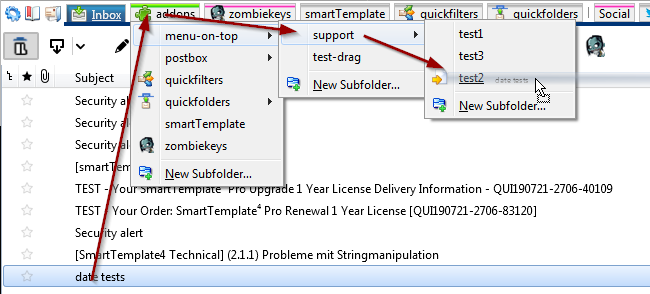 Inbox addons zombiekeys smartTemplate quickfilters quickfolders Social
menu-on-top support test1
postbox test-drag test3
quickfilters New Subfolder... test2 date tests
quickfolders New Subfolder...
smartTemplate
zombiekeys
New Subfolder...
Subject
Security al
Security al
Security al
[smartTemp
TEST - Your SmartTemplate⁴ Pro Upgrade 1 Year License Delivery Information - QUI190721-2706-40109
TEST - Your Order: SmartTemplate⁴ Pro Renewal 1 Year License [QUI190721-2706-83120]
Security alert
[SmartTemplate4 Technical] (2.1.1) Probleme mit Stringmanipulation
date tests